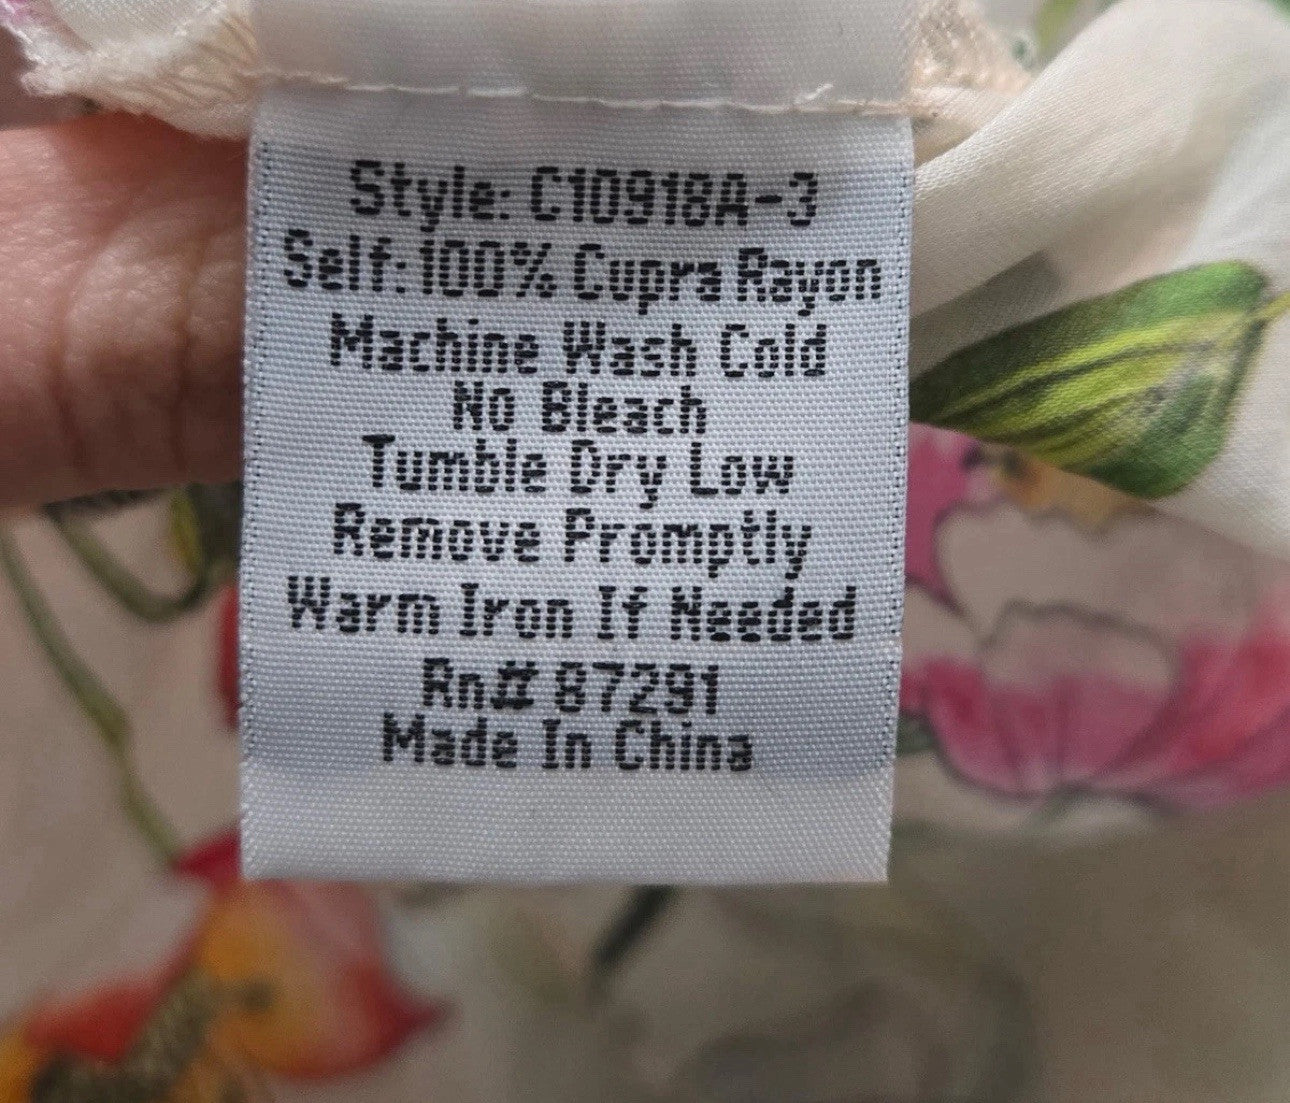 Style: C10918A-3
Self: 100% Cupra Rayon
Machine Wash Cold
No Bleach
Tumble Dry Low
Remove Promptly
Warm Iron If Needed
Rn# 87291
Made In China